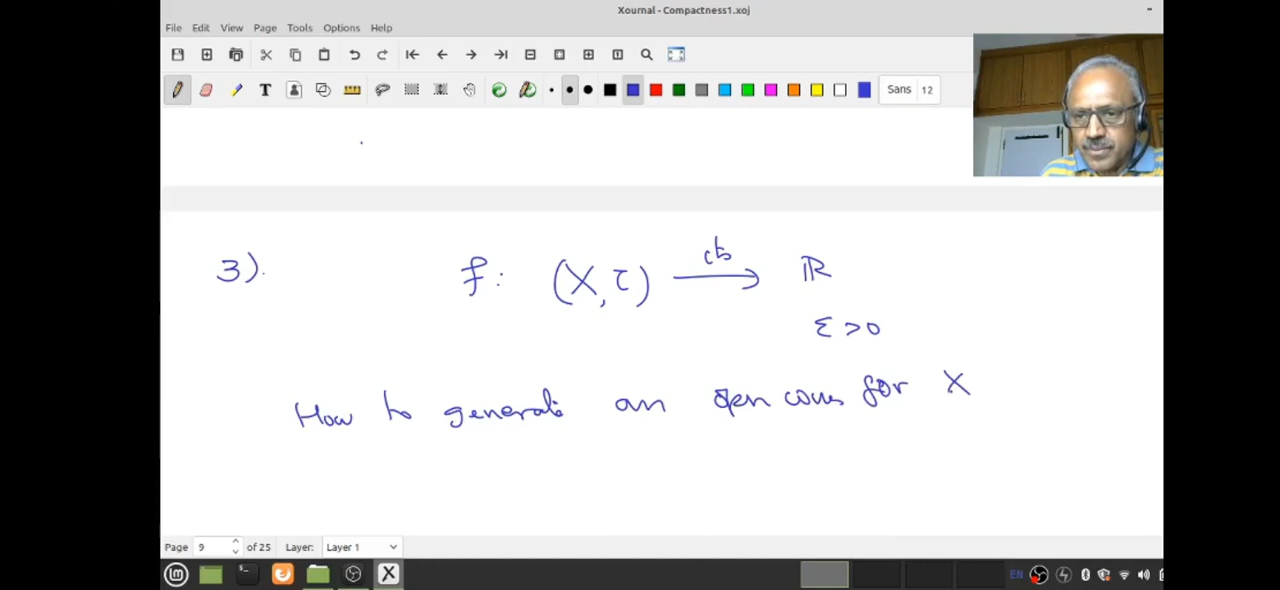 Xournal - Compactness1.xoj
File Edit View Page Tools Options Help
Sans 12
3). f: (X, τ) cts ⟶ ℝ
ε > 0
How to generate an open cover for X
Page 9 of 25 Layer: Layer 1
EN